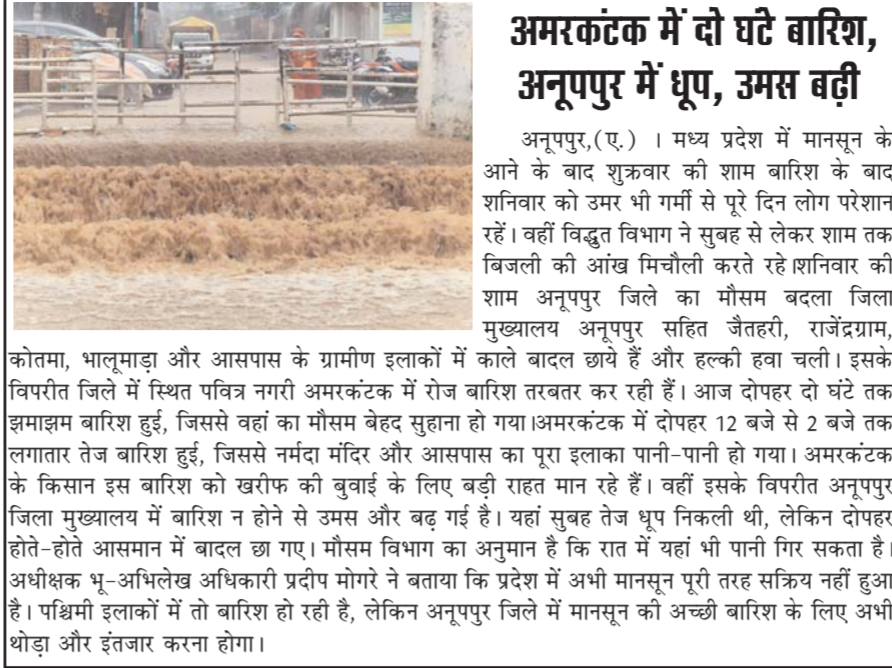 अमरकंटक में दो घंटे बारिश,
अनूपपुर में धूप, उमस बढ़ी
अनूपपुर,(ए.) । मध्य प्रदेश में मानसून के
आने के बाद शुक्रवार की शाम बारिश के बाद
शनिवार को उमर भी गर्मी से पूरे दिन लोग परेशान
रहें। वहीं विद्धुत विभाग ने सुबह से लेकर शाम तक
बिजली की आंख मिचौली करते रहे।शनिवार की
शाम अनूपपुर जिले का मौसम बदला जिला
मुख्यालय अनूपपुर सहित जैतहरी, राजेंद्रग्राम,
कोतमा, भालूमाड़ा और आसपास के ग्रामीण इलाकों में काले बादल छाये हैं और हल्की हवा चली। इसके
विपरीत जिले में स्थित पवित्र नगरी अमरकंटक में रोज बारिश तरबतर कर रही हैं। आज दोपहर दो घंटे तक
झमाझम बारिश हुई, जिससे वहां का मौसम बेहद सुहाना हो गया।अमरकंटक में दोपहर 12 बजे से 2 बजे तक
लगातार तेज बारिश हुई, जिससे नर्मदा मंदिर और आसपास का पूरा इलाका पानी-पानी हो गया। अमरकंटक
के किसान इस बारिश को खरीफ की बुवाई के लिए बड़ी राहत मान रहे हैं। वहीं इसके विपरीत अनूपपुर
जिला मुख्यालय में बारिश न होने से उमस और बढ़ गई है। यहां सुबह तेज धूप निकली थी, लेकिन दोपहर
होते-होते आसमान में बादल छा गए। मौसम विभाग का अनुमान है कि रात में यहां भी पानी गिर सकता है।
अधीक्षक भू-अभिलेख अधिकारी प्रदीप मोगरे ने बताया कि प्रदेश में अभी मानसून पूरी तरह सक्रिय नहीं हुआ
है। पश्चिमी इलाकों में तो बारिश हो रही है, लेकिन अनूपपुर जिले में मानसून की अच्छी बारिश के लिए अभी
थोड़ा और इंतजार करना होगा।